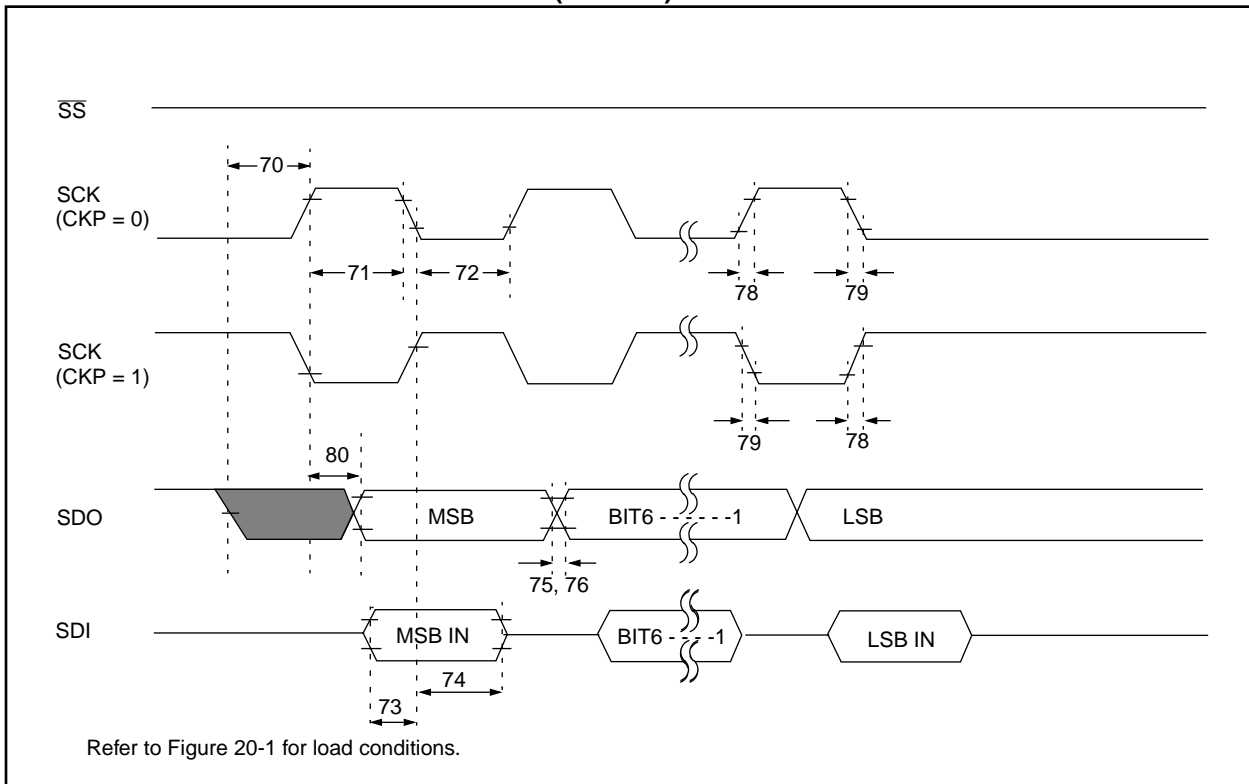 SS
70
SCK
(CKP = 0)
71
72
78
79
SCK
(CKP = 1)
79
78
80
SDO
MSB
BIT6 - - - - - -1
LSB
75, 76
SDI
MSB IN
BIT6 - - - -1
LSB IN
74
73
Refer to Figure 20-1 for load conditions.